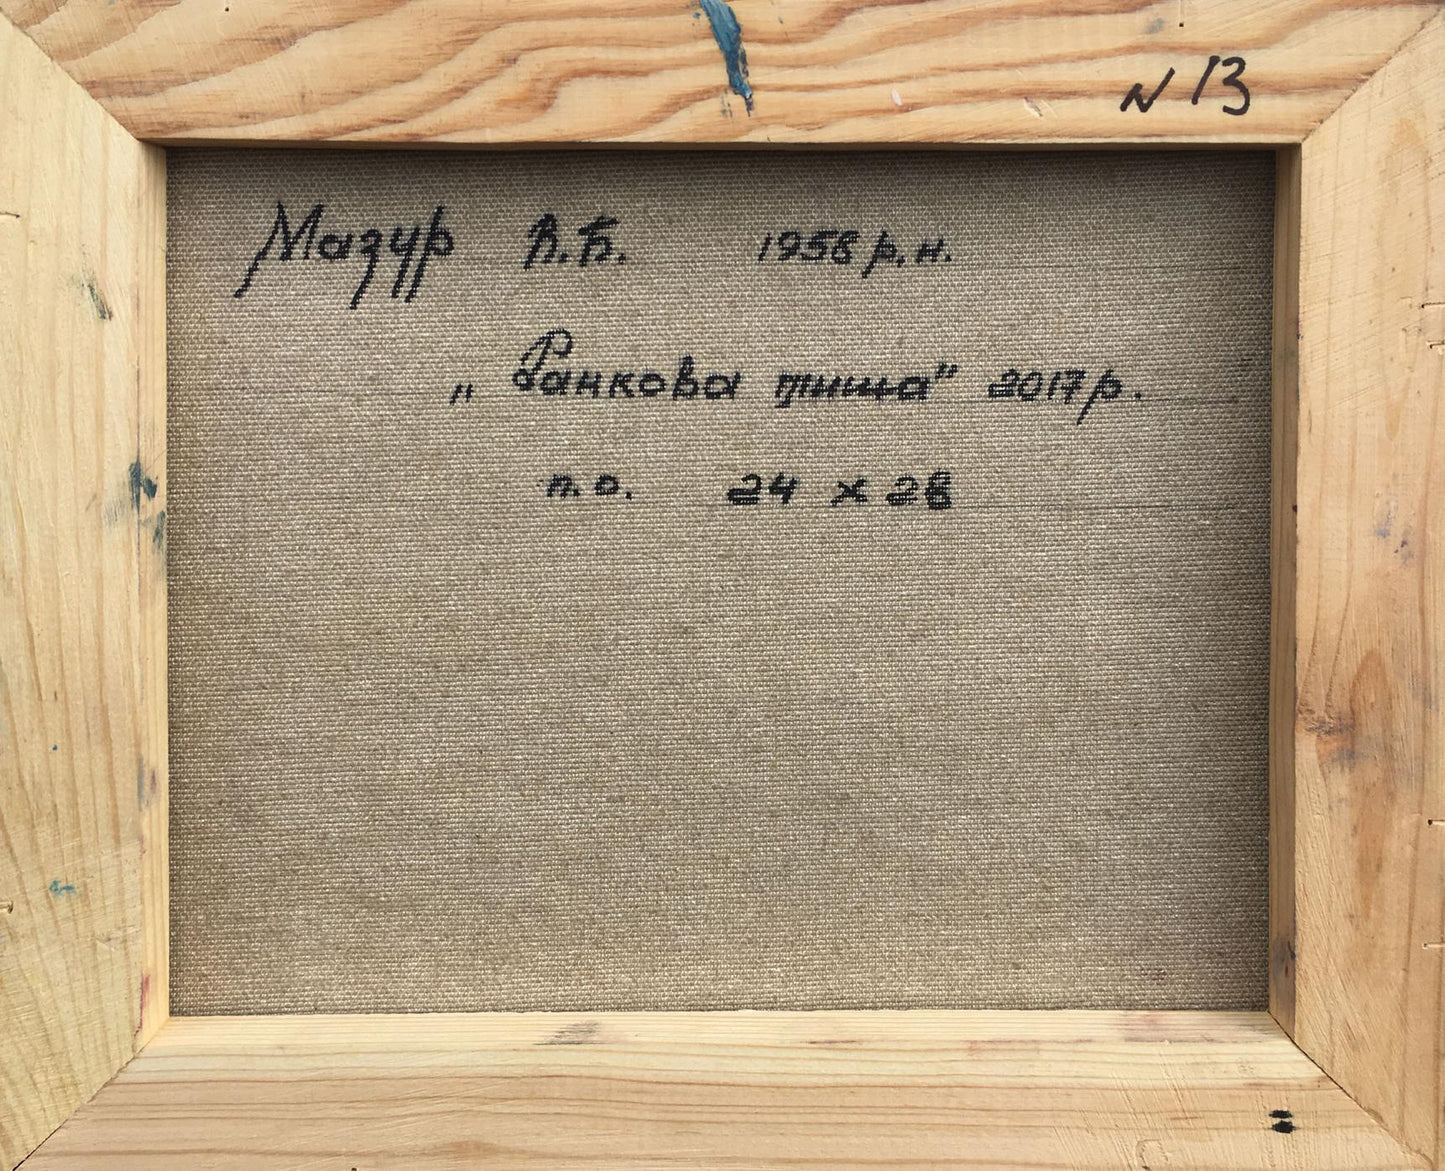 N 13
Мазур В.Б. 1958 р.н.
„Ранкова тиша" 2017р.
п.о. 24 х 28